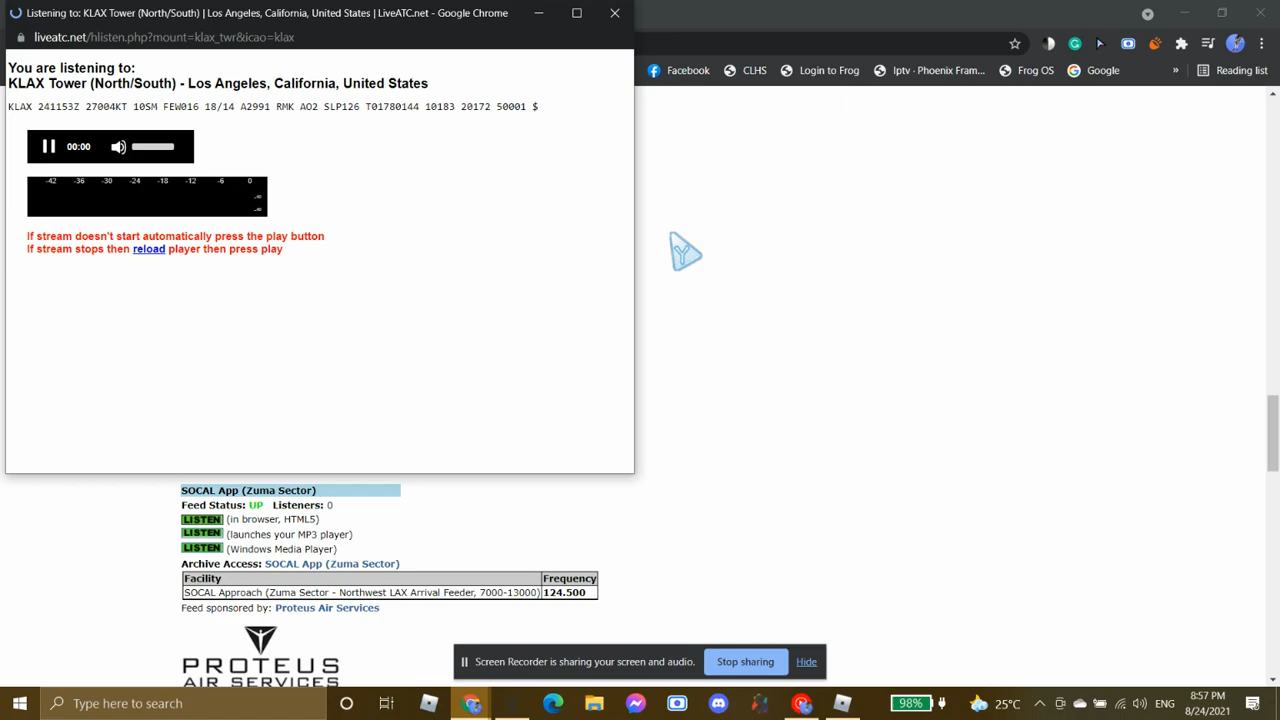 Listening to: KLAX Tower (North/South) | Los Angeles, California, United States | LiveATC.net - Google Chrome
liveatc.net/hlisten.php?mount=klax_twr&icao=klax
You are listening to:
KLAX Tower (North/South) - Los Angeles, California, United States
KLAX 241153Z 27004KT 10SM FEW016 18/14 A2991 RMK AO2 SLP126 T01780144 10183 20172 50001 $
00:00
-42 -36 -30 -24 -18 -12 -6 0
-∞
-∞
If stream doesn't start automatically press the play button
If stream stops then reload player then press play
Facebook CLHS Login to Frog Iptv - Phoenix Fram... Frog OS Google » Reading list
Y
SOCAL App (Zuma Sector)
Feed Status: UP Listeners: 0
LISTEN (in browser, HTML5)
LISTEN (launches your MP3 player)
LISTEN (Windows Media Player)
Archive Access: SOCAL App (Zuma Sector)
Facility Frequency
SOCAL Approach (Zuma Sector - Northwest LAX Arrival Feeder, 7000-13000) 124.500
Feed sponsored by: Proteus Air Services
PROTEUS
AIR SERVICES
Screen Recorder is sharing your screen and audio. Stop sharing Hide
Type here to search
98%
25°C
8:57 PM
8/24/2021